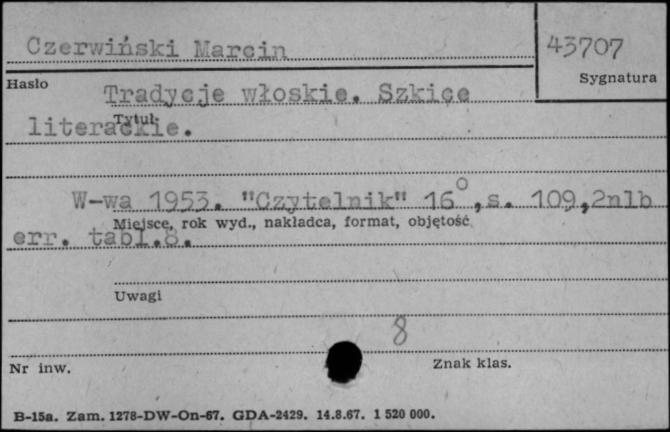 Czerwiński Marcin
43707
Hasło
Sygnatura
Tradycje włoskie. Szkice
Tytuł
literackie.
W-wa 1953. "Czytelnik" 16°, s. 109,2nlb
Miejsce, rok wyd., nakładca, format, objętość
err. tabl.8.
Uwagi
8
Nr inw.
Znak klas.
B-15a. Zam. 1278-DW-On-67. GDA-2429. 14.8.67. 1 520 000.